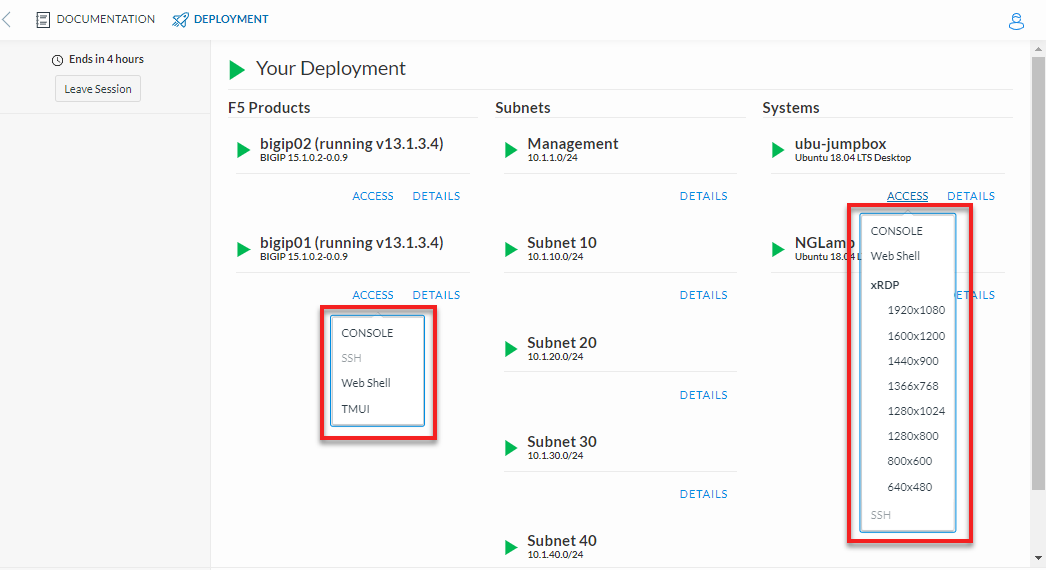 DOCUMENTATION
DEPLOYMENT
Ends in 4 hours
Leave Session
Your Deployment
F5 Products
bigip02 (running v13.1.3.4)
BIGIP 15.1.0.2-0.0.9
ACCESS DETAILS
bigip01 (running v13.1.3.4)
BIGIP 15.1.0.2-0.0.9
ACCESS DETAILS
CONSOLE
SSH
Web Shell
TMUI
Subnets
Management
10.1.1.0/24
DETAILS
Subnet 10
10.1.10.0/24
DETAILS
Subnet 20
10.1.20.0/24
DETAILS
Subnet 30
10.1.30.0/24
DETAILS
Subnet 40
10.1.40.0/24
Systems
ubu-jumpbox
Ubuntu 18.04 LTS Desktop
ACCESS DETAILS
NGLamp
Ubuntu 18.04 L
ETAILS
CONSOLE
Web Shell
xRDP
1920x1080
1600x1200
1440x900
1366x768
1280x1024
1280x800
800x600
640x480
SSH